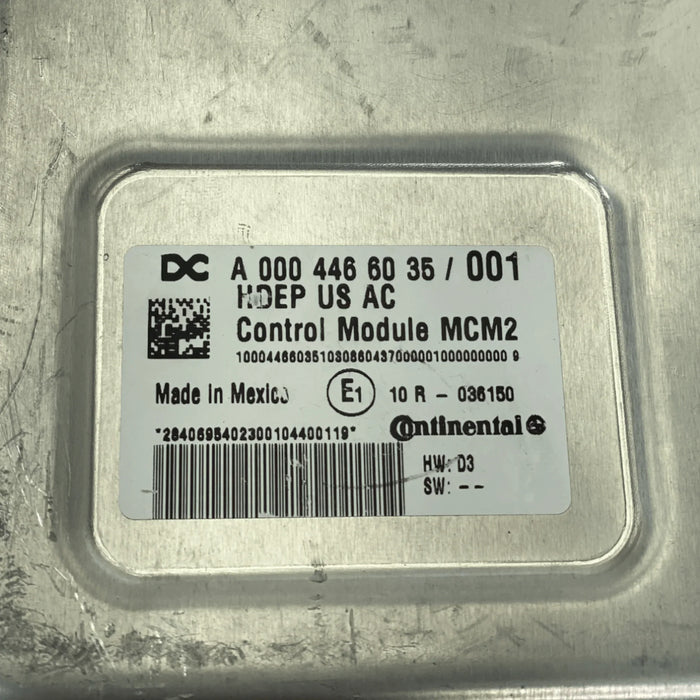 DC A 000 446 60 35 / 001
HDEP US AC
Control Module MCM2
10004466035103086043700000100000000 9
Made in Mexico E1 10 R - 036150
*2840695402300104400119* Continental
HW: D3
SW: --